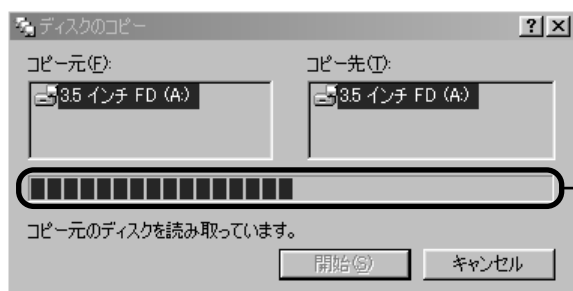 ディスクのコピー
コピー元(F):
コピー先(T):
3.5 インチ FD (A:)
3.5 インチ FD (A:)
コピー元のディスクを読み取っています。
開始(S)
キャンセル